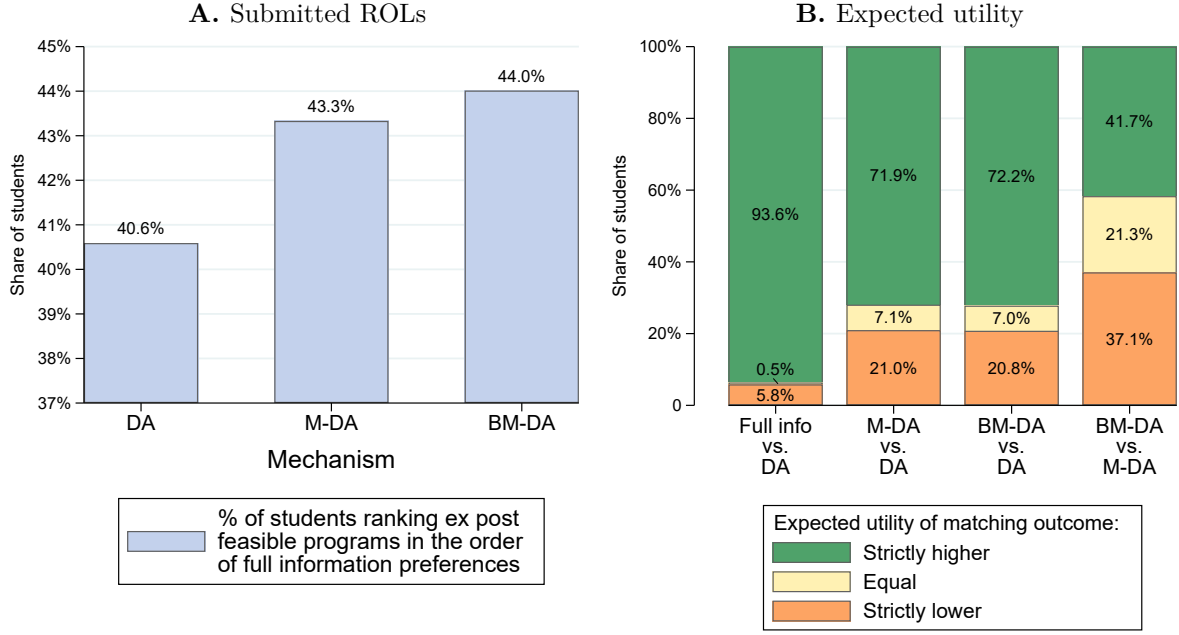 A. Submitted ROLs
45%
44%
43%
42%
41%
40%
39%
38%
37%
Share of students
40.6%
43.3%
44.0%
DA
M-DA
BM-DA
Mechanism
% of students ranking ex post
feasible programs in the order
of full information preferences
B. Expected utility
100%
80%
60%
40%
20%
0
Share of students
93.6%
0.5%
5.8%
71.9%
7.1%
21.0%
72.2%
7.0%
20.8%
41.7%
21.3%
37.1%
Full info
vs.
DA
M-DA
vs.
DA
BM-DA
vs.
DA
BM-DA
vs.
M-DA
Expected utility of matching outcome:
Strictly higher
Equal
Strictly lower